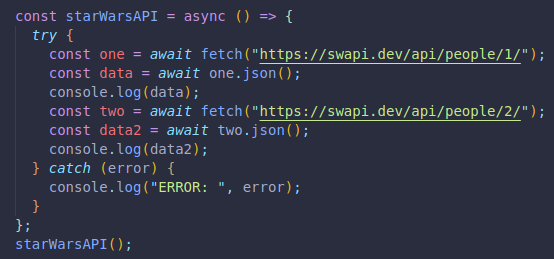 const starWarsAPI = async () => {
  try {
    const one = await fetch("https://swapi.dev/api/people/1/");
    const data = await one.json();
    console.log(data);
    const two = await fetch("https://swapi.dev/api/people/2/");
    const data2 = await two.json();
    console.log(data2);
  } catch (error) {
    console.log("ERROR: ", error);
  }
};
starWarsAPI();